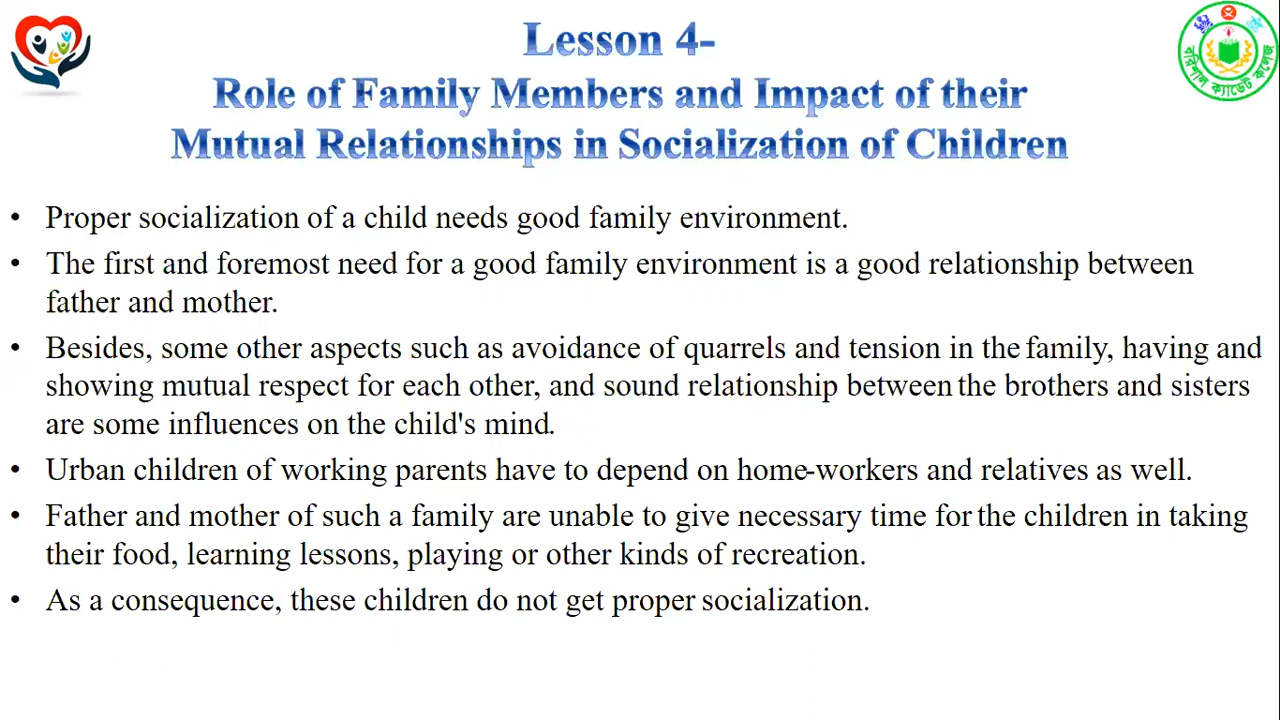 Lesson 4-
Role of Family Members and Impact of their
Mutual Relationships in Socialization of Children
বরিশাল ক্যাডেট কলেজ
• Proper socialization of a child needs good family environment.
• The first and foremost need for a good family environment is a good relationship between
father and mother.
• Besides, some other aspects such as avoidance of quarrels and tension in the family, having and
showing mutual respect for each other, and sound relationship between the brothers and sisters
are some influences on the child's mind.
• Urban children of working parents have to depend on home-workers and relatives as well.
• Father and mother of such a family are unable to give necessary time for the children in taking
their food, learning lessons, playing or other kinds of recreation.
• As a consequence, these children do not get proper socialization.